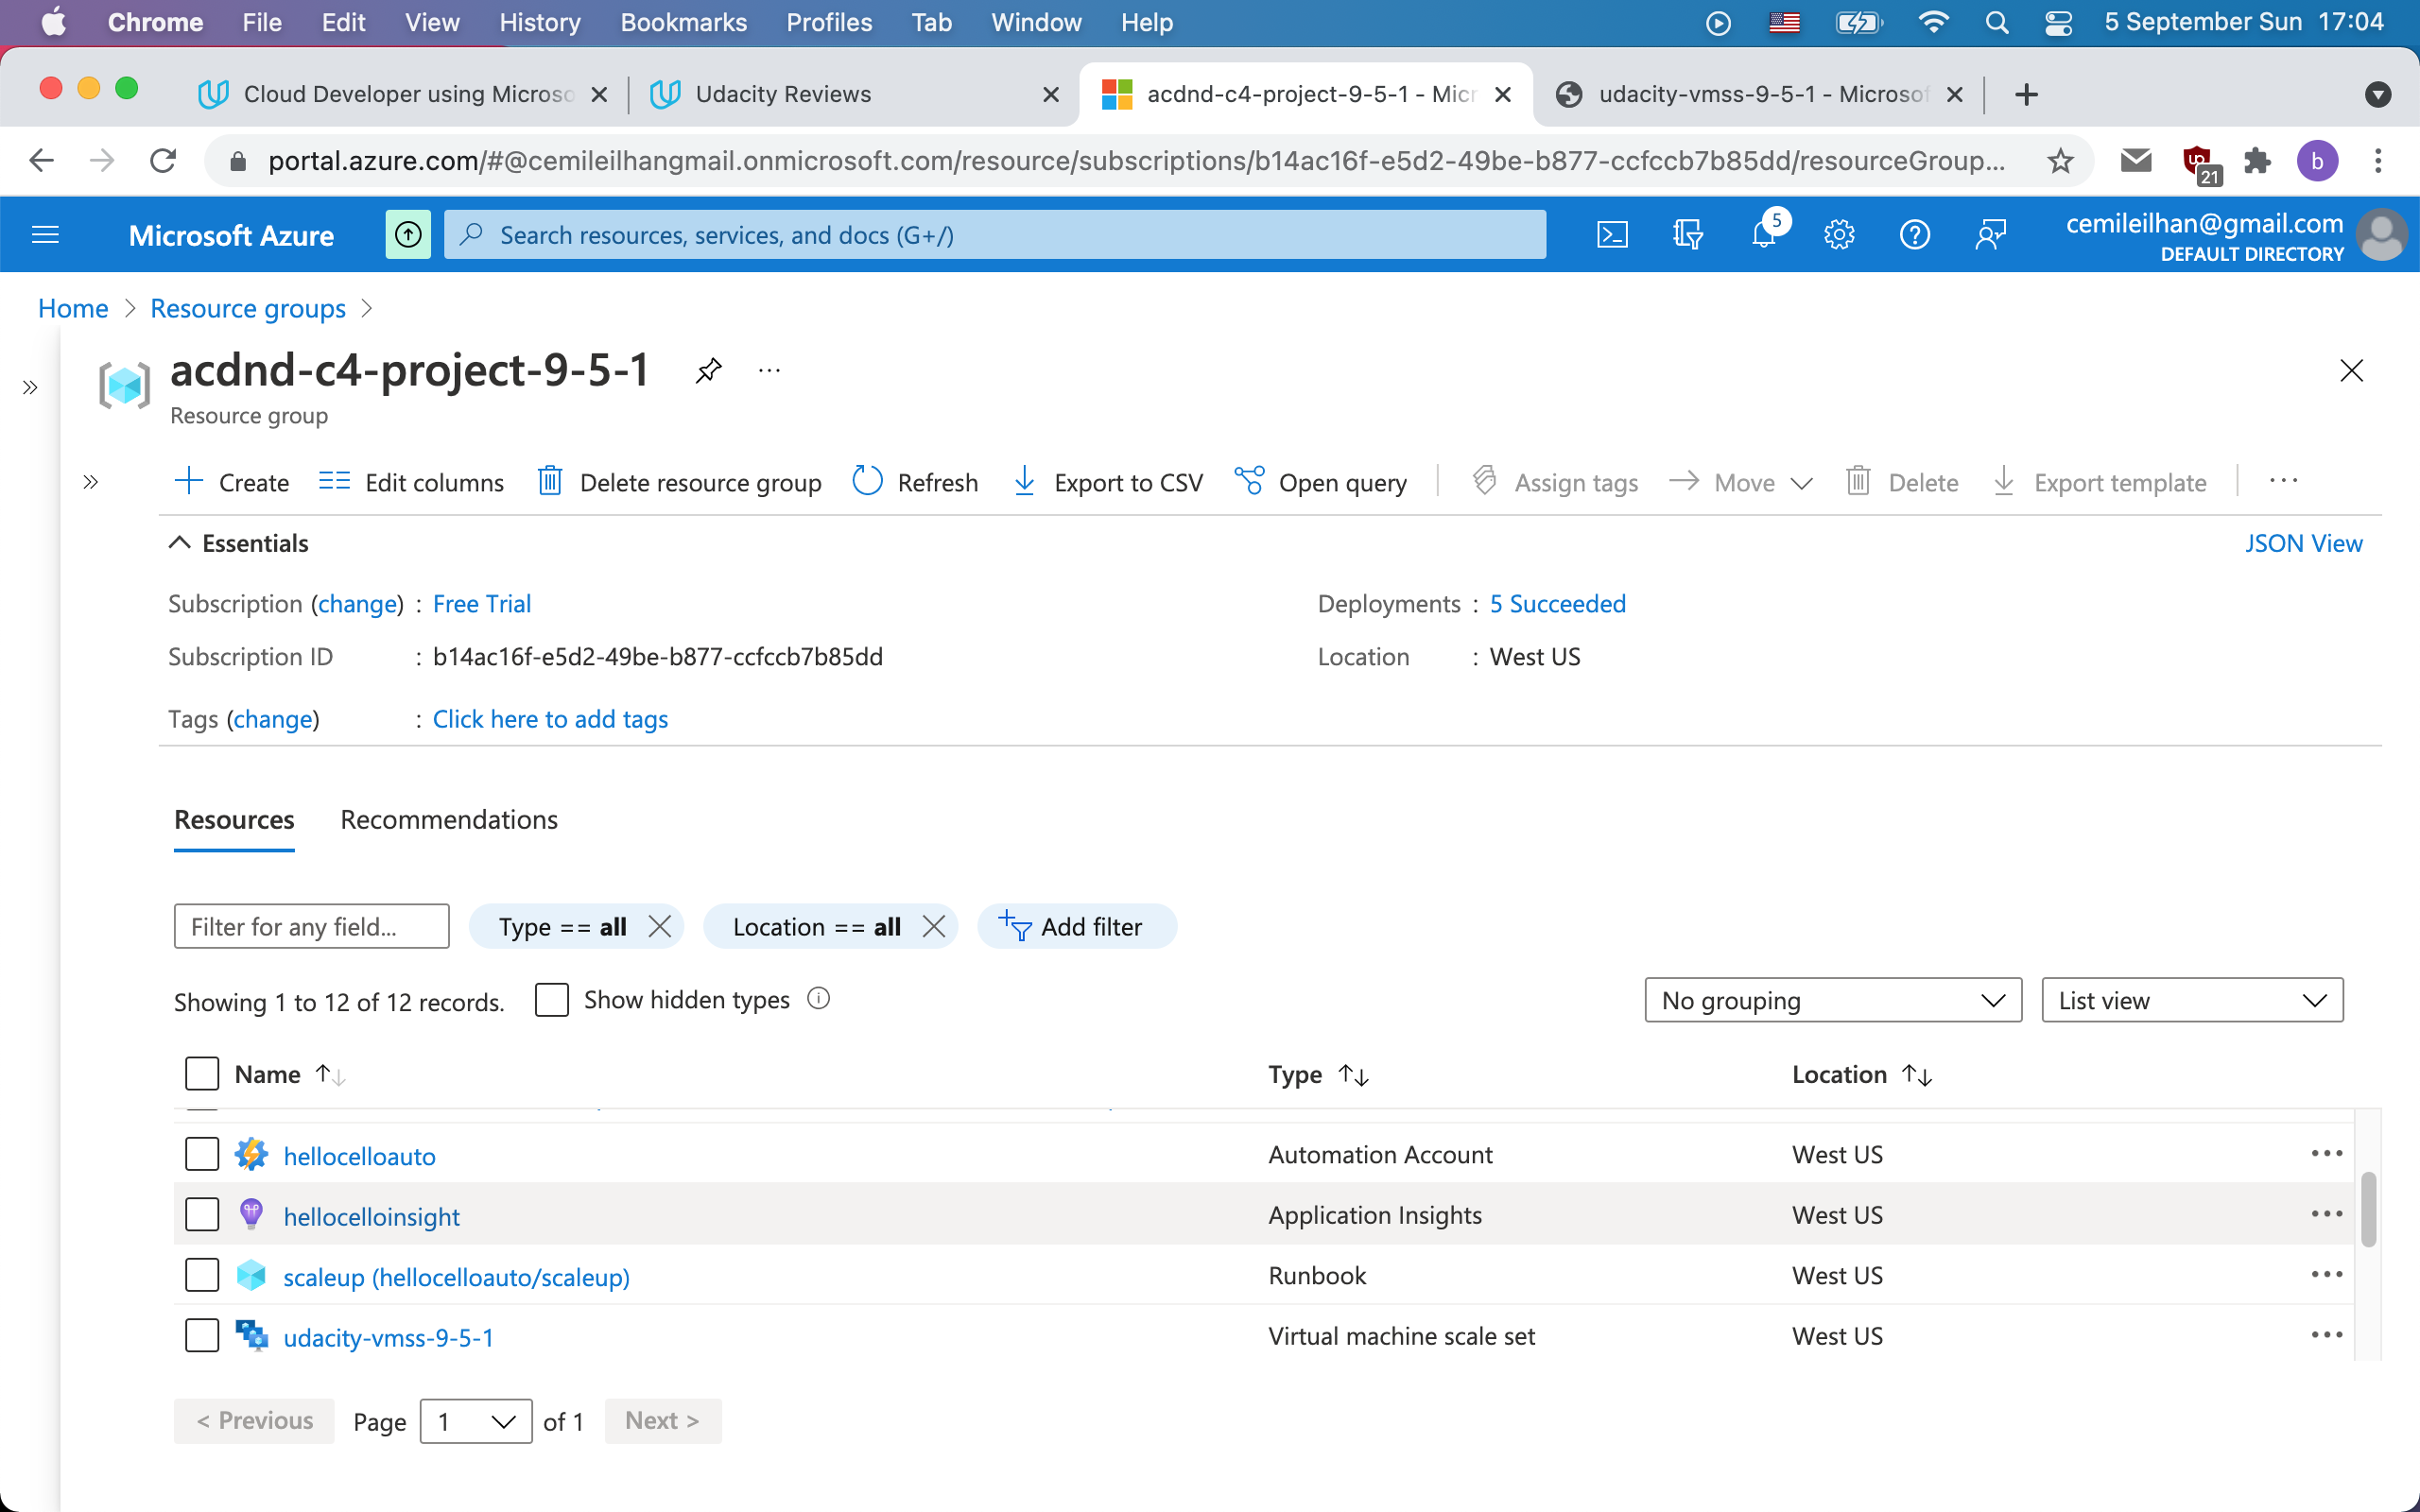 Chrome File Edit View History Bookmarks Profiles Tab Window Help 5 September Sun 17:04
Cloud Developer using Microso Udacity Reviews acdnd-c4-project-9-5-1 - Micr udacity-vmss-9-5-1 - Microsof
portal.azure.com/#@cemileilhangmail.onmicrosoft.com/resource/subscriptions/b14ac16f-e5d2-49be-b877-ccfccb7b85dd/resourceGroup... 21 b
Microsoft Azure Search resources, services, and docs (G+/) 5 cemileilhan@gmail.com
DEFAULT DIRECTORY
Home > Resource groups >
acdnd-c4-project-9-5-1 ...
Resource group
Create Edit columns Delete resource group Refresh Export to CSV Open query Assign tags Move Delete Export template ...
Essentials JSON View
Subscription (change) : Free Trial Deployments : 5 Succeeded
Subscription ID : b14ac16f-e5d2-49be-b877-ccfccb7b85dd Location : West US
Tags (change) : Click here to add tags
Resources Recommendations
Filter for any field... Type == all Location == all Add filter
Showing 1 to 12 of 12 records. Show hidden types No grouping List view
Name Type Location
hellocelloauto Automation Account West US ...
hellocelloinsight Application Insights West US ...
scaleup (hellocelloauto/scaleup) Runbook West US ...
udacity-vmss-9-5-1 Virtual machine scale set West US ...
< Previous Page 1 of 1 Next >